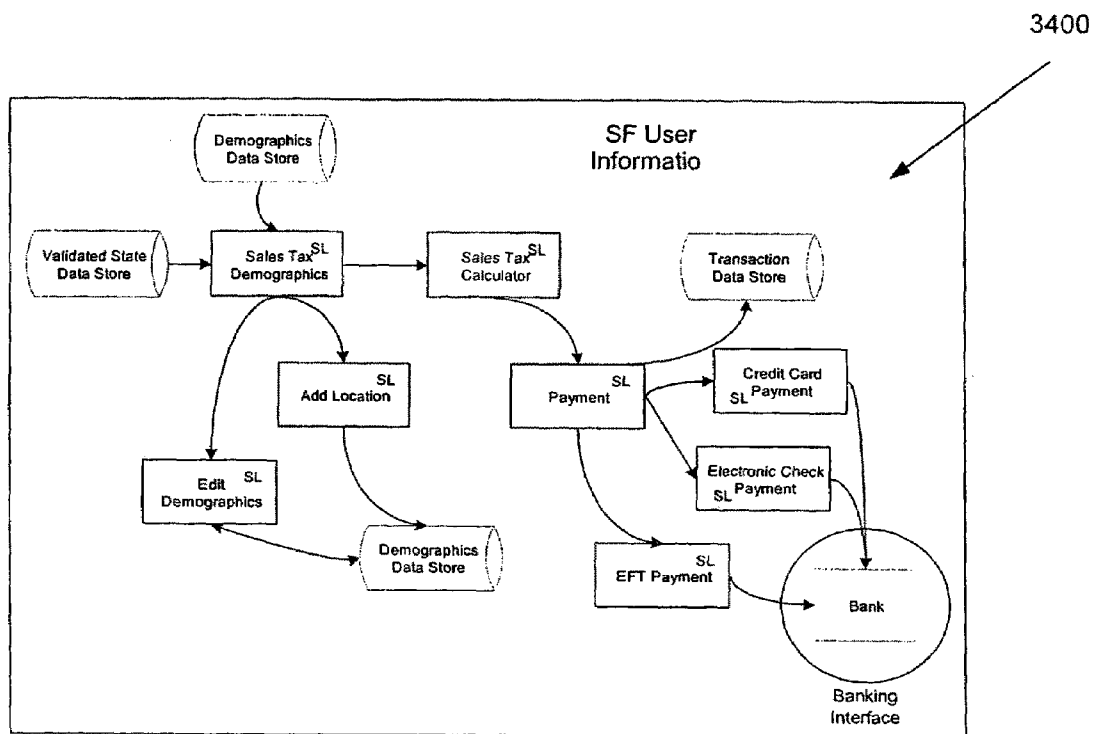 3400
SF User
Informatio
Demographics
Data Store
Validated State
Data Store
SL
Sales Tax
Demographics
SL
Sales Tax
Calculator
Transaction
Data Store
SL
Add Location
SL
Payment
Credit Card
SL Payment
SL
Edit
Demographics
Electronic Check
SL Payment
Demographics
Data Store
SL
EFT Payment
Bank
Banking
Interface